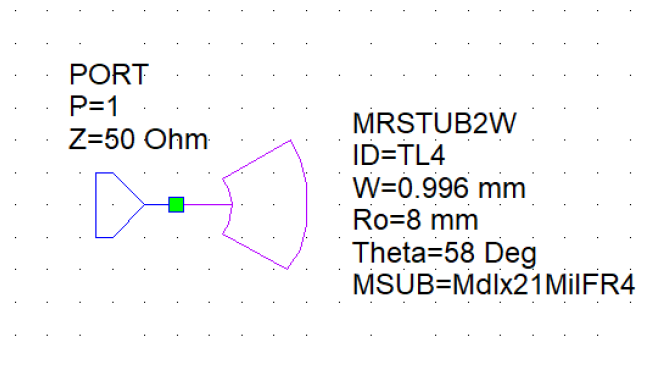 PORT
P=1
Z=50 Ohm
MRSTUB2W
ID=TL4
W=0.996 mm
Ro=8 mm
Theta=58 Deg
MSUB=Mdlx21MilFR4